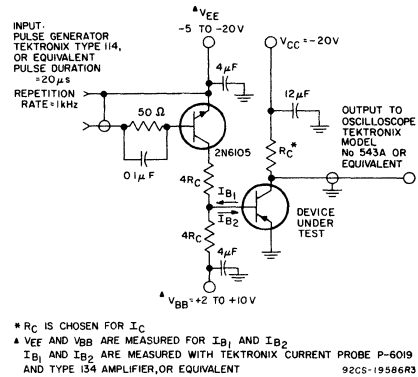 INPUT:
PULSE GENERATOR
TEKTRONIX TYPE 114,
OR EQUIVALENT
PULSE DURATION
=20μs
REPETITION
RATE=1kHz
▲VEE
-5 TO -20V
4μF
50 Ω
01μF
2N6105
4RC
IB1
IB2
4RC
4μF
▲VBB=+2 TO +10V
VCC=-20V
12μF
RC*
OUTPUT TO
OSCILLOSCOPE
TEKTRONIX
MODEL
No 543A OR
EQUIVALENT
DEVICE
UNDER
TEST
* RC IS CHOSEN FOR IC
▲ VEE AND VBB ARE MEASURED FOR IB1 AND IB2
IB1 AND IB2 ARE MEASURED WITH TEKTRONIX CURRENT PROBE P-6019
AND TYPE 134 AMPLIFIER, OR EQUIVALENT
92CS-19586R3